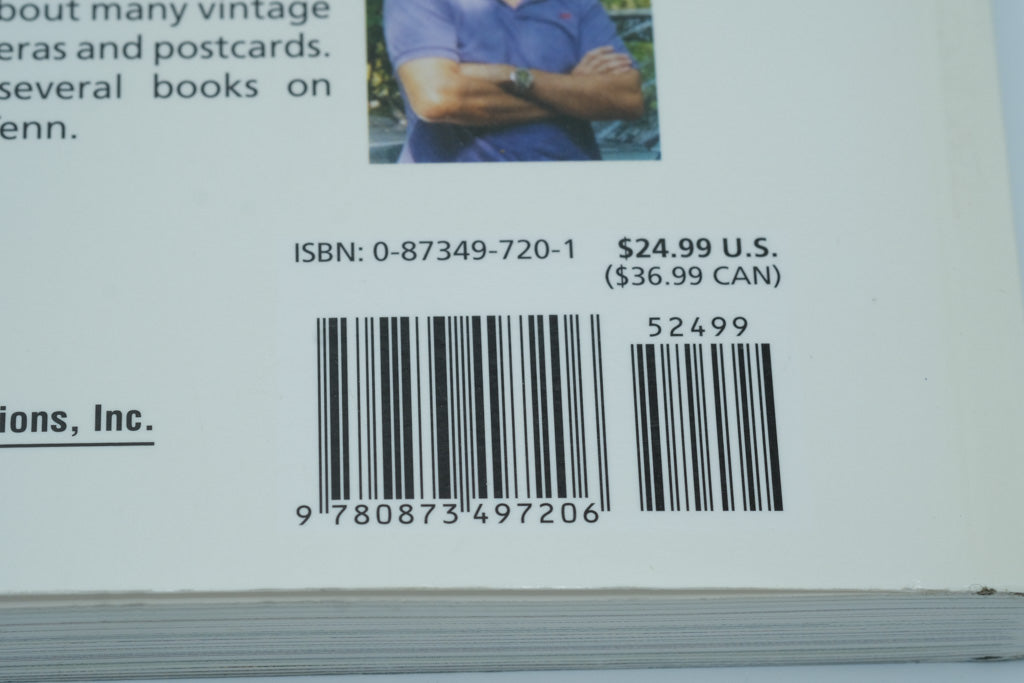 bout many vintage
eras and postcards.
several books on
enn.
ISBN: 0-87349-720-1
$24.99 U.S.
($36.99 CAN)
52499
9 780873 497206
ions, Inc.